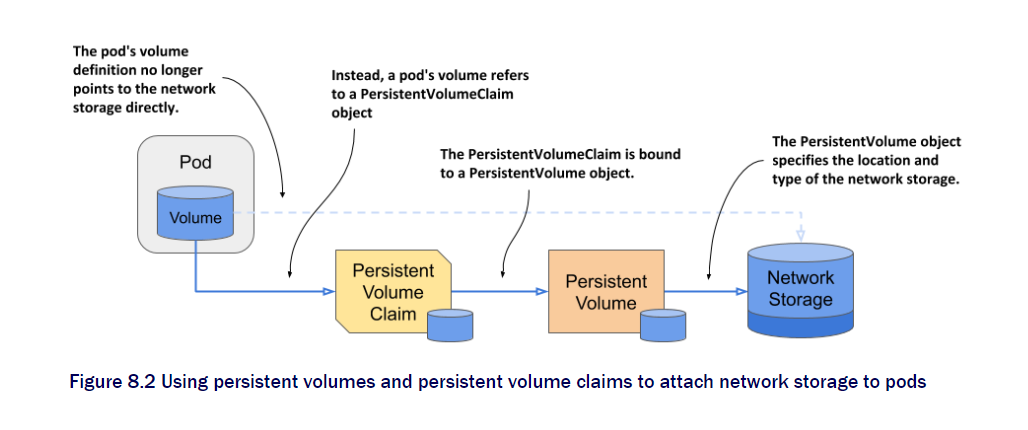 The pod's volume
definition no longer
points to the network
storage directly.
Instead, a pod's volume refers
to a PersistentVolumeClaim
object
The PersistentVolumeClaim is bound
to a PersistentVolume object.
The PersistentVolume object
specifies the location and
type of the network storage.
Pod
Volume
Persistent
Volume
Claim
Persistent
Volume
Network
Storage
Figure 8.2 Using persistent volumes and persistent volume claims to attach network storage to pods